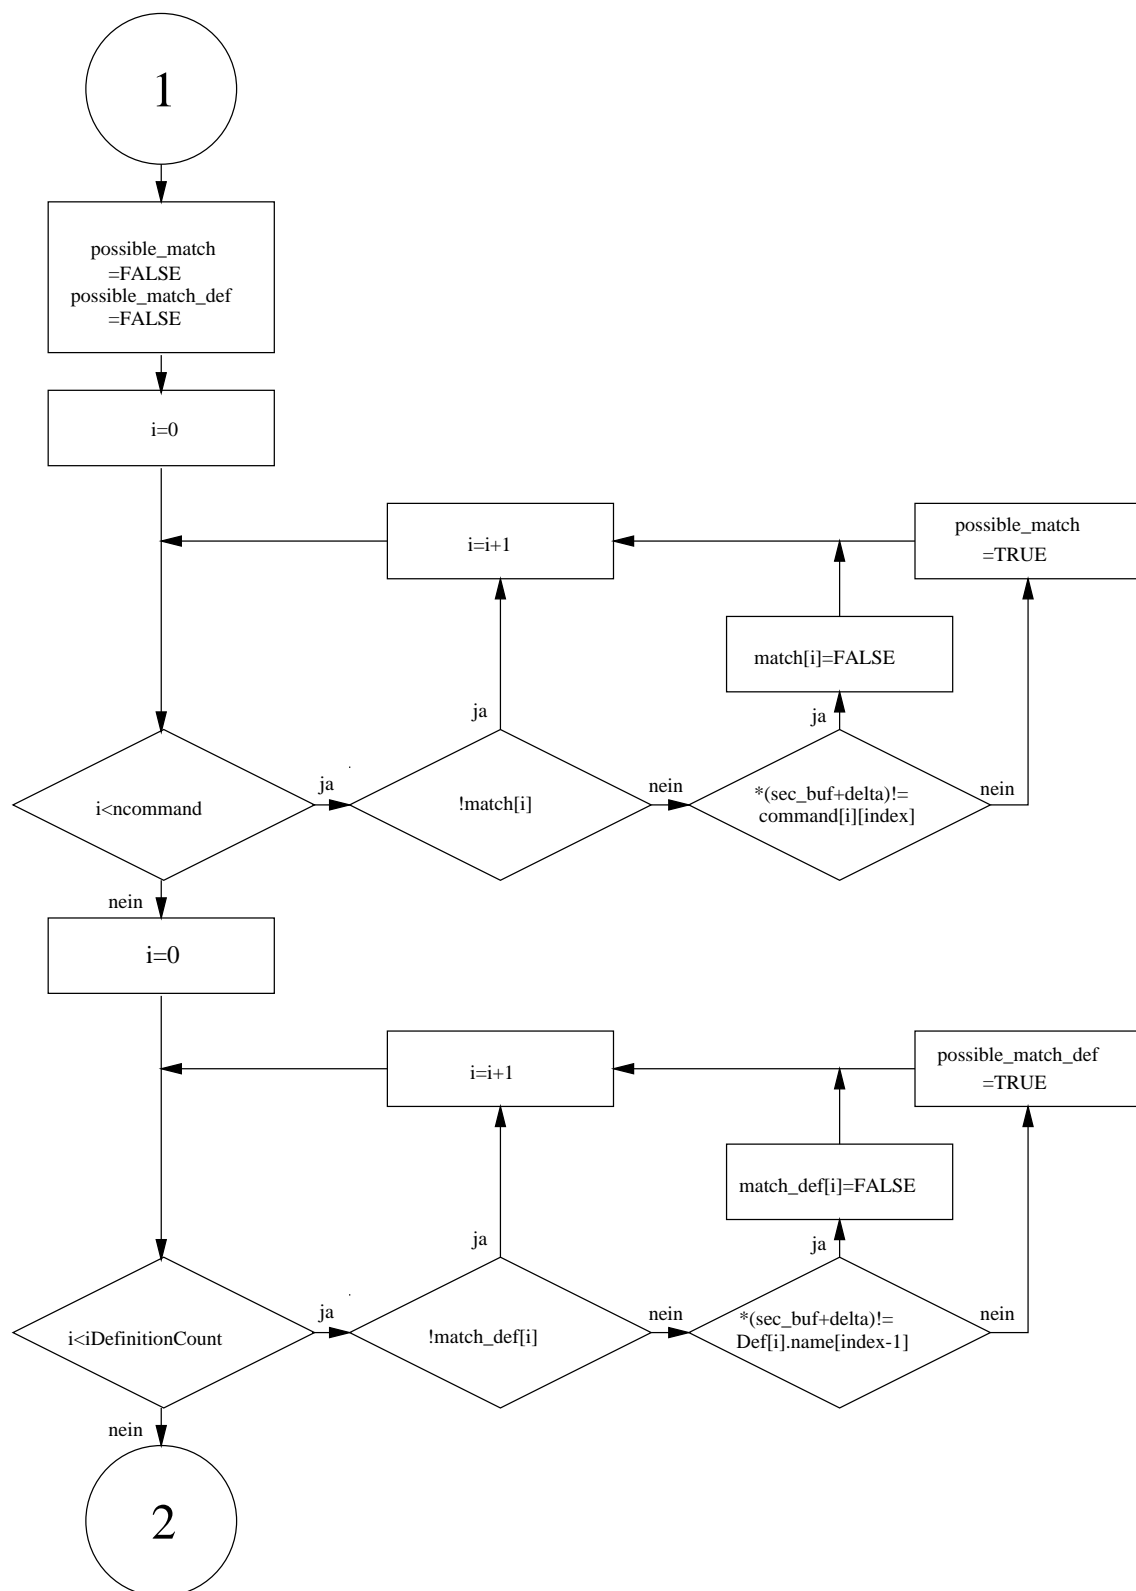 1
possible_match
=FALSE
possible_match_def
=FALSE
i=0
i=i+1
possible_match
=TRUE
match[i]=FALSE
ja
ja
i<ncommand
ja
!match[i]
nein
*(sec_buf+delta)!=
command[i][index]
nein
nein
i=0
i=i+1
possible_match_def
=TRUE
match_def[i]=FALSE
ja
ja
i<iDefinitionCount
ja
!match_def[i]
nein
*(sec_buf+delta)!=
Def[i].name[index-1]
nein
nein
2